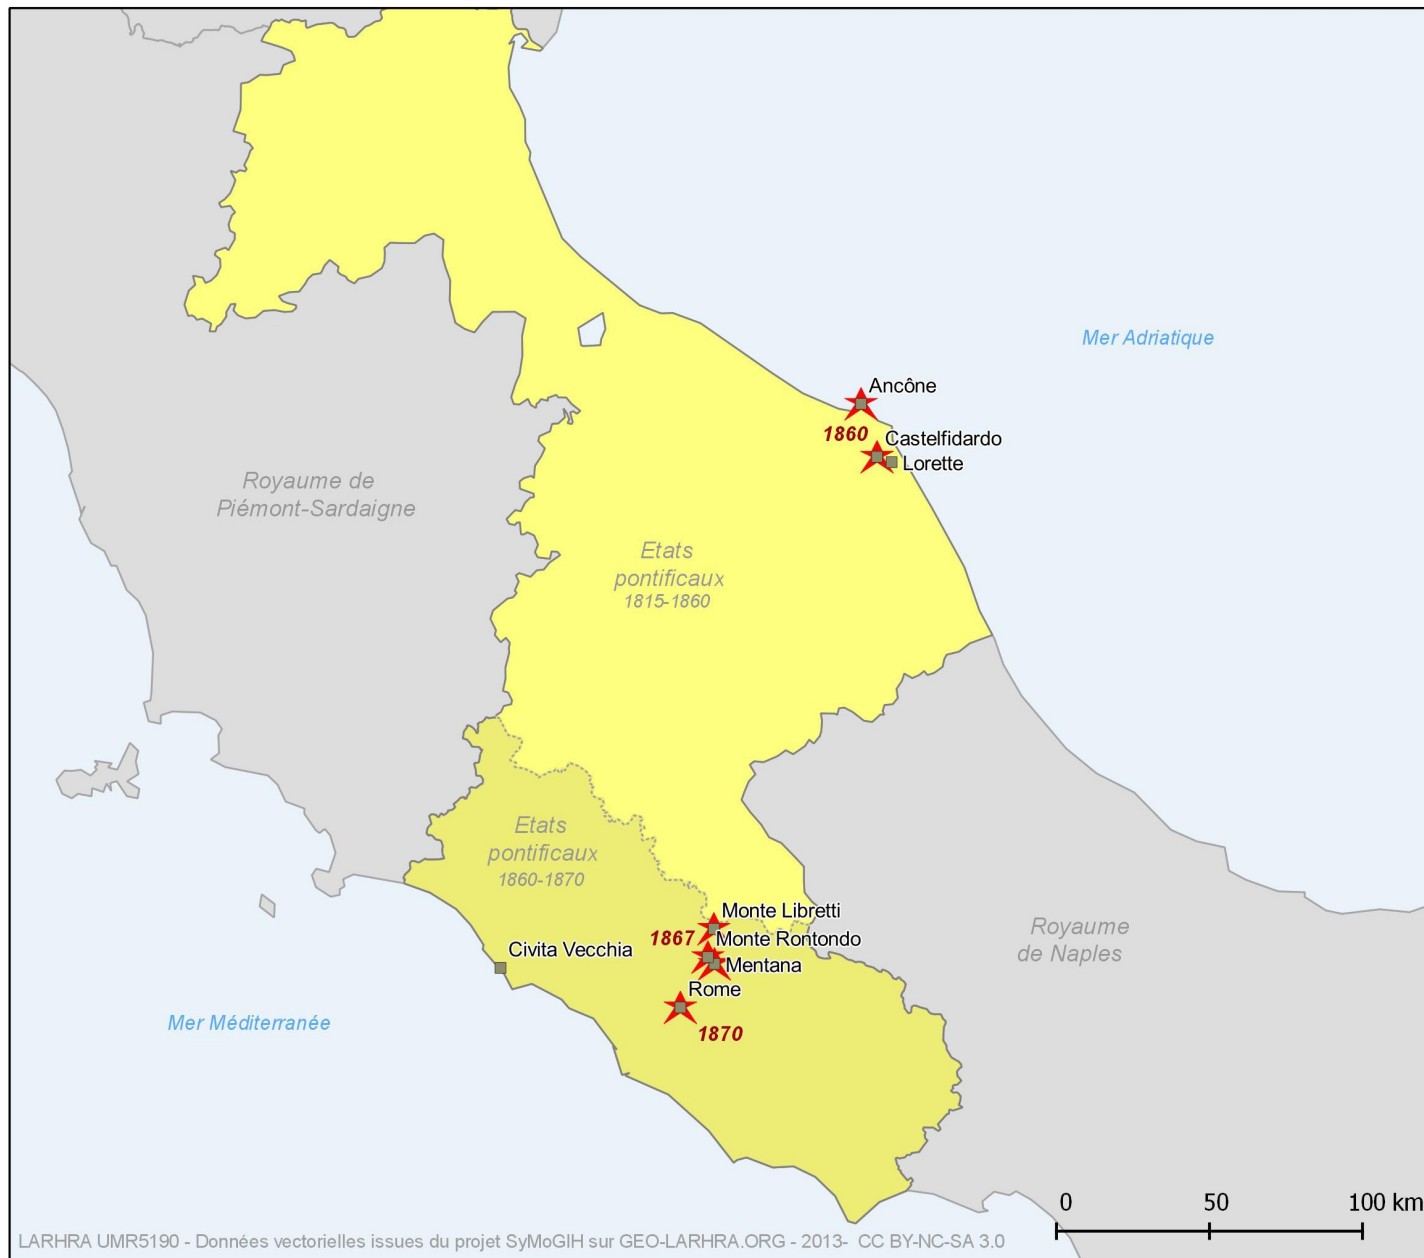 Mer Adriatique
Ancône
1860
Castelfidardo
Lorette
Royaume de
Piémont-Sardaigne
Etats
pontificaux
1815-1860
Etats
pontificaux
1860-1870
Monte Libretti
1867
Monte Rontondo
Mentana
Civita Vecchia
Rome
1870
Royaume
de Naples
Mer Méditerranée
0 50 100 km
LARHRA UMR5190 - Données vectorielles issues du projet SyMoGIH sur GEO-LARHRA.ORG - 2013- CC BY-NC-SA 3.0